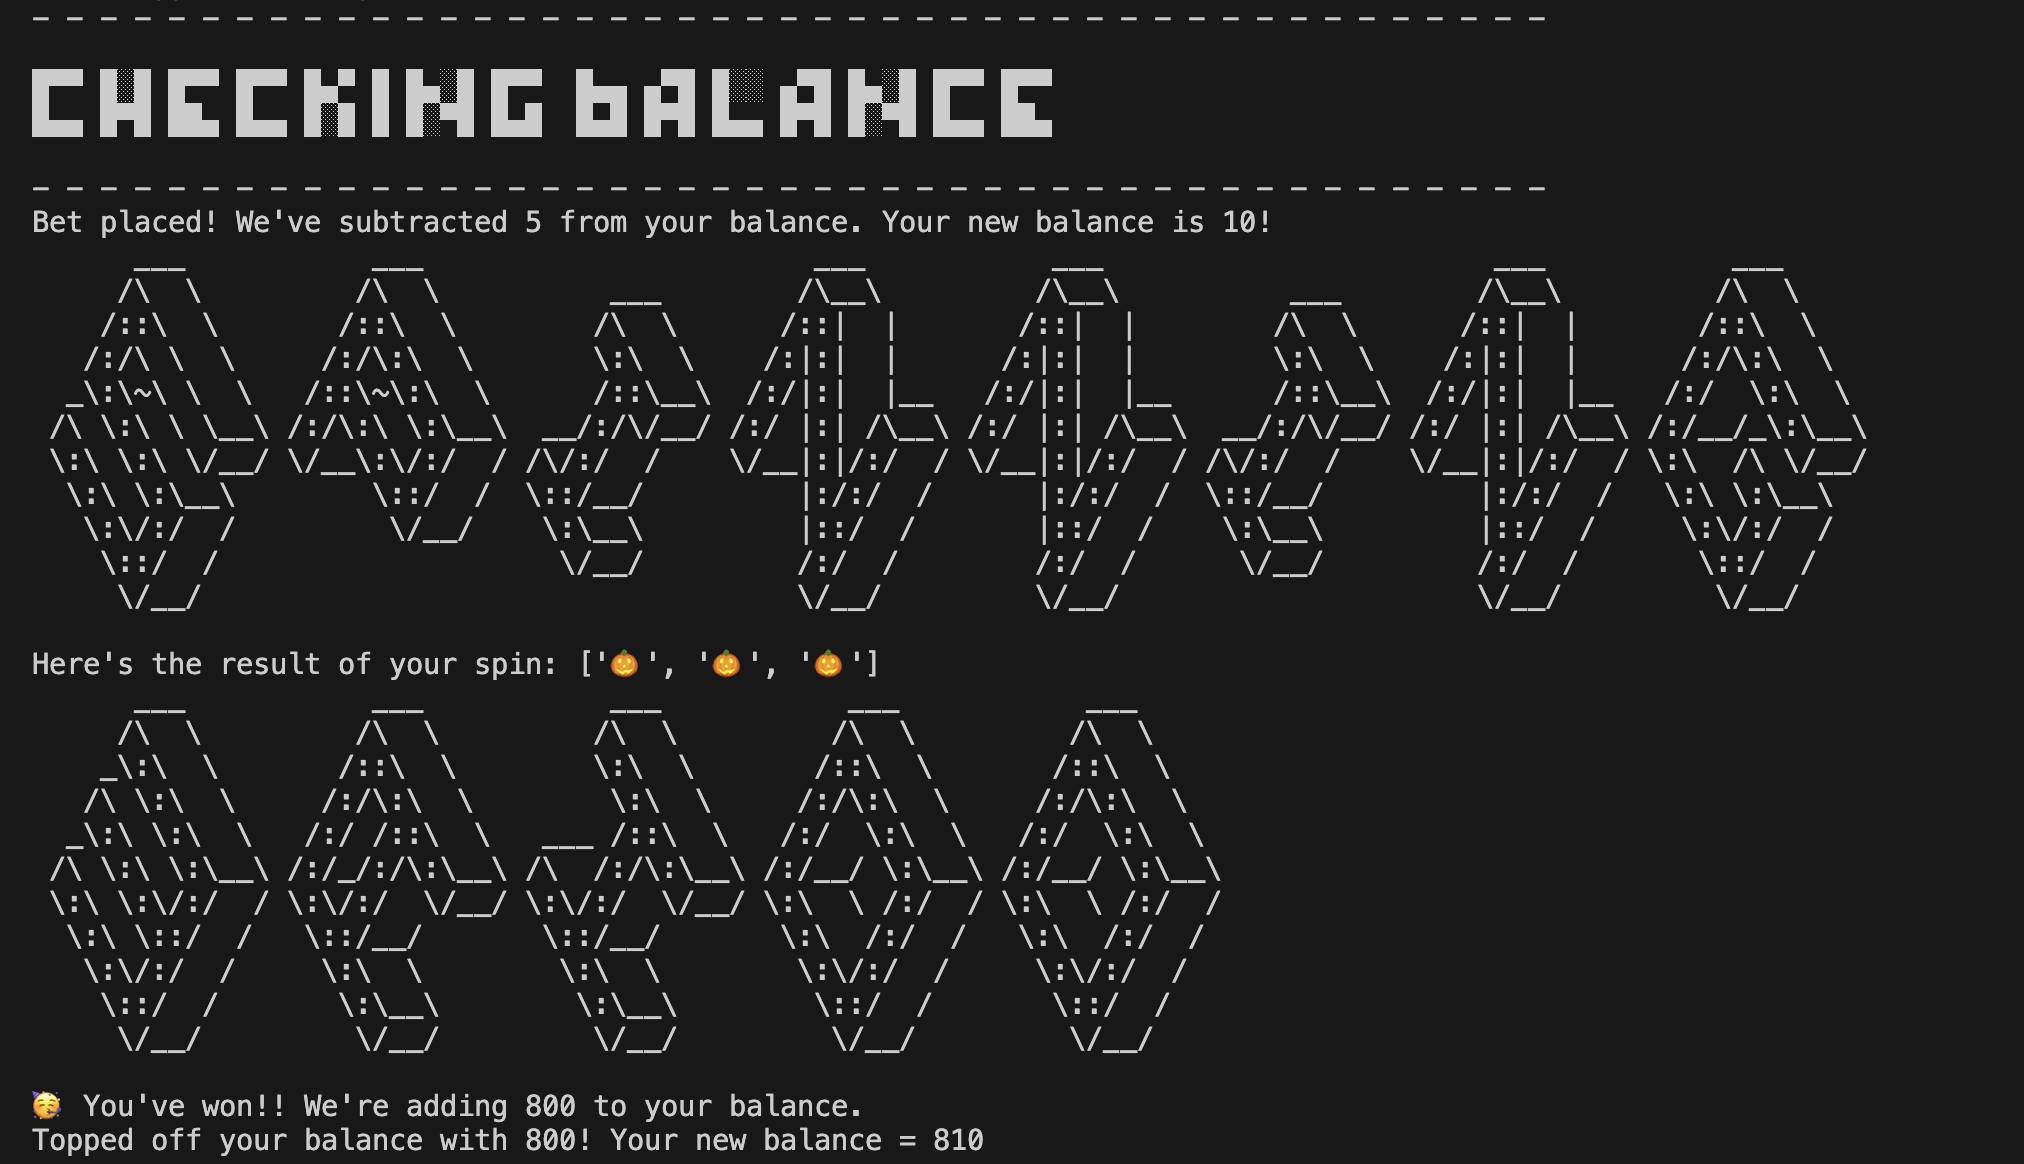 CHECKING BALANCE
Bet placed! We've subtracted 5 from your balance. Your new balance is 10!
SPINNING
Here's the result of your spin: ['🎃', '🎃', '🎃']
WAHOO
🥳 You've won!! We're adding 800 to your balance.
Topped off your balance with 800! Your new balance = 810